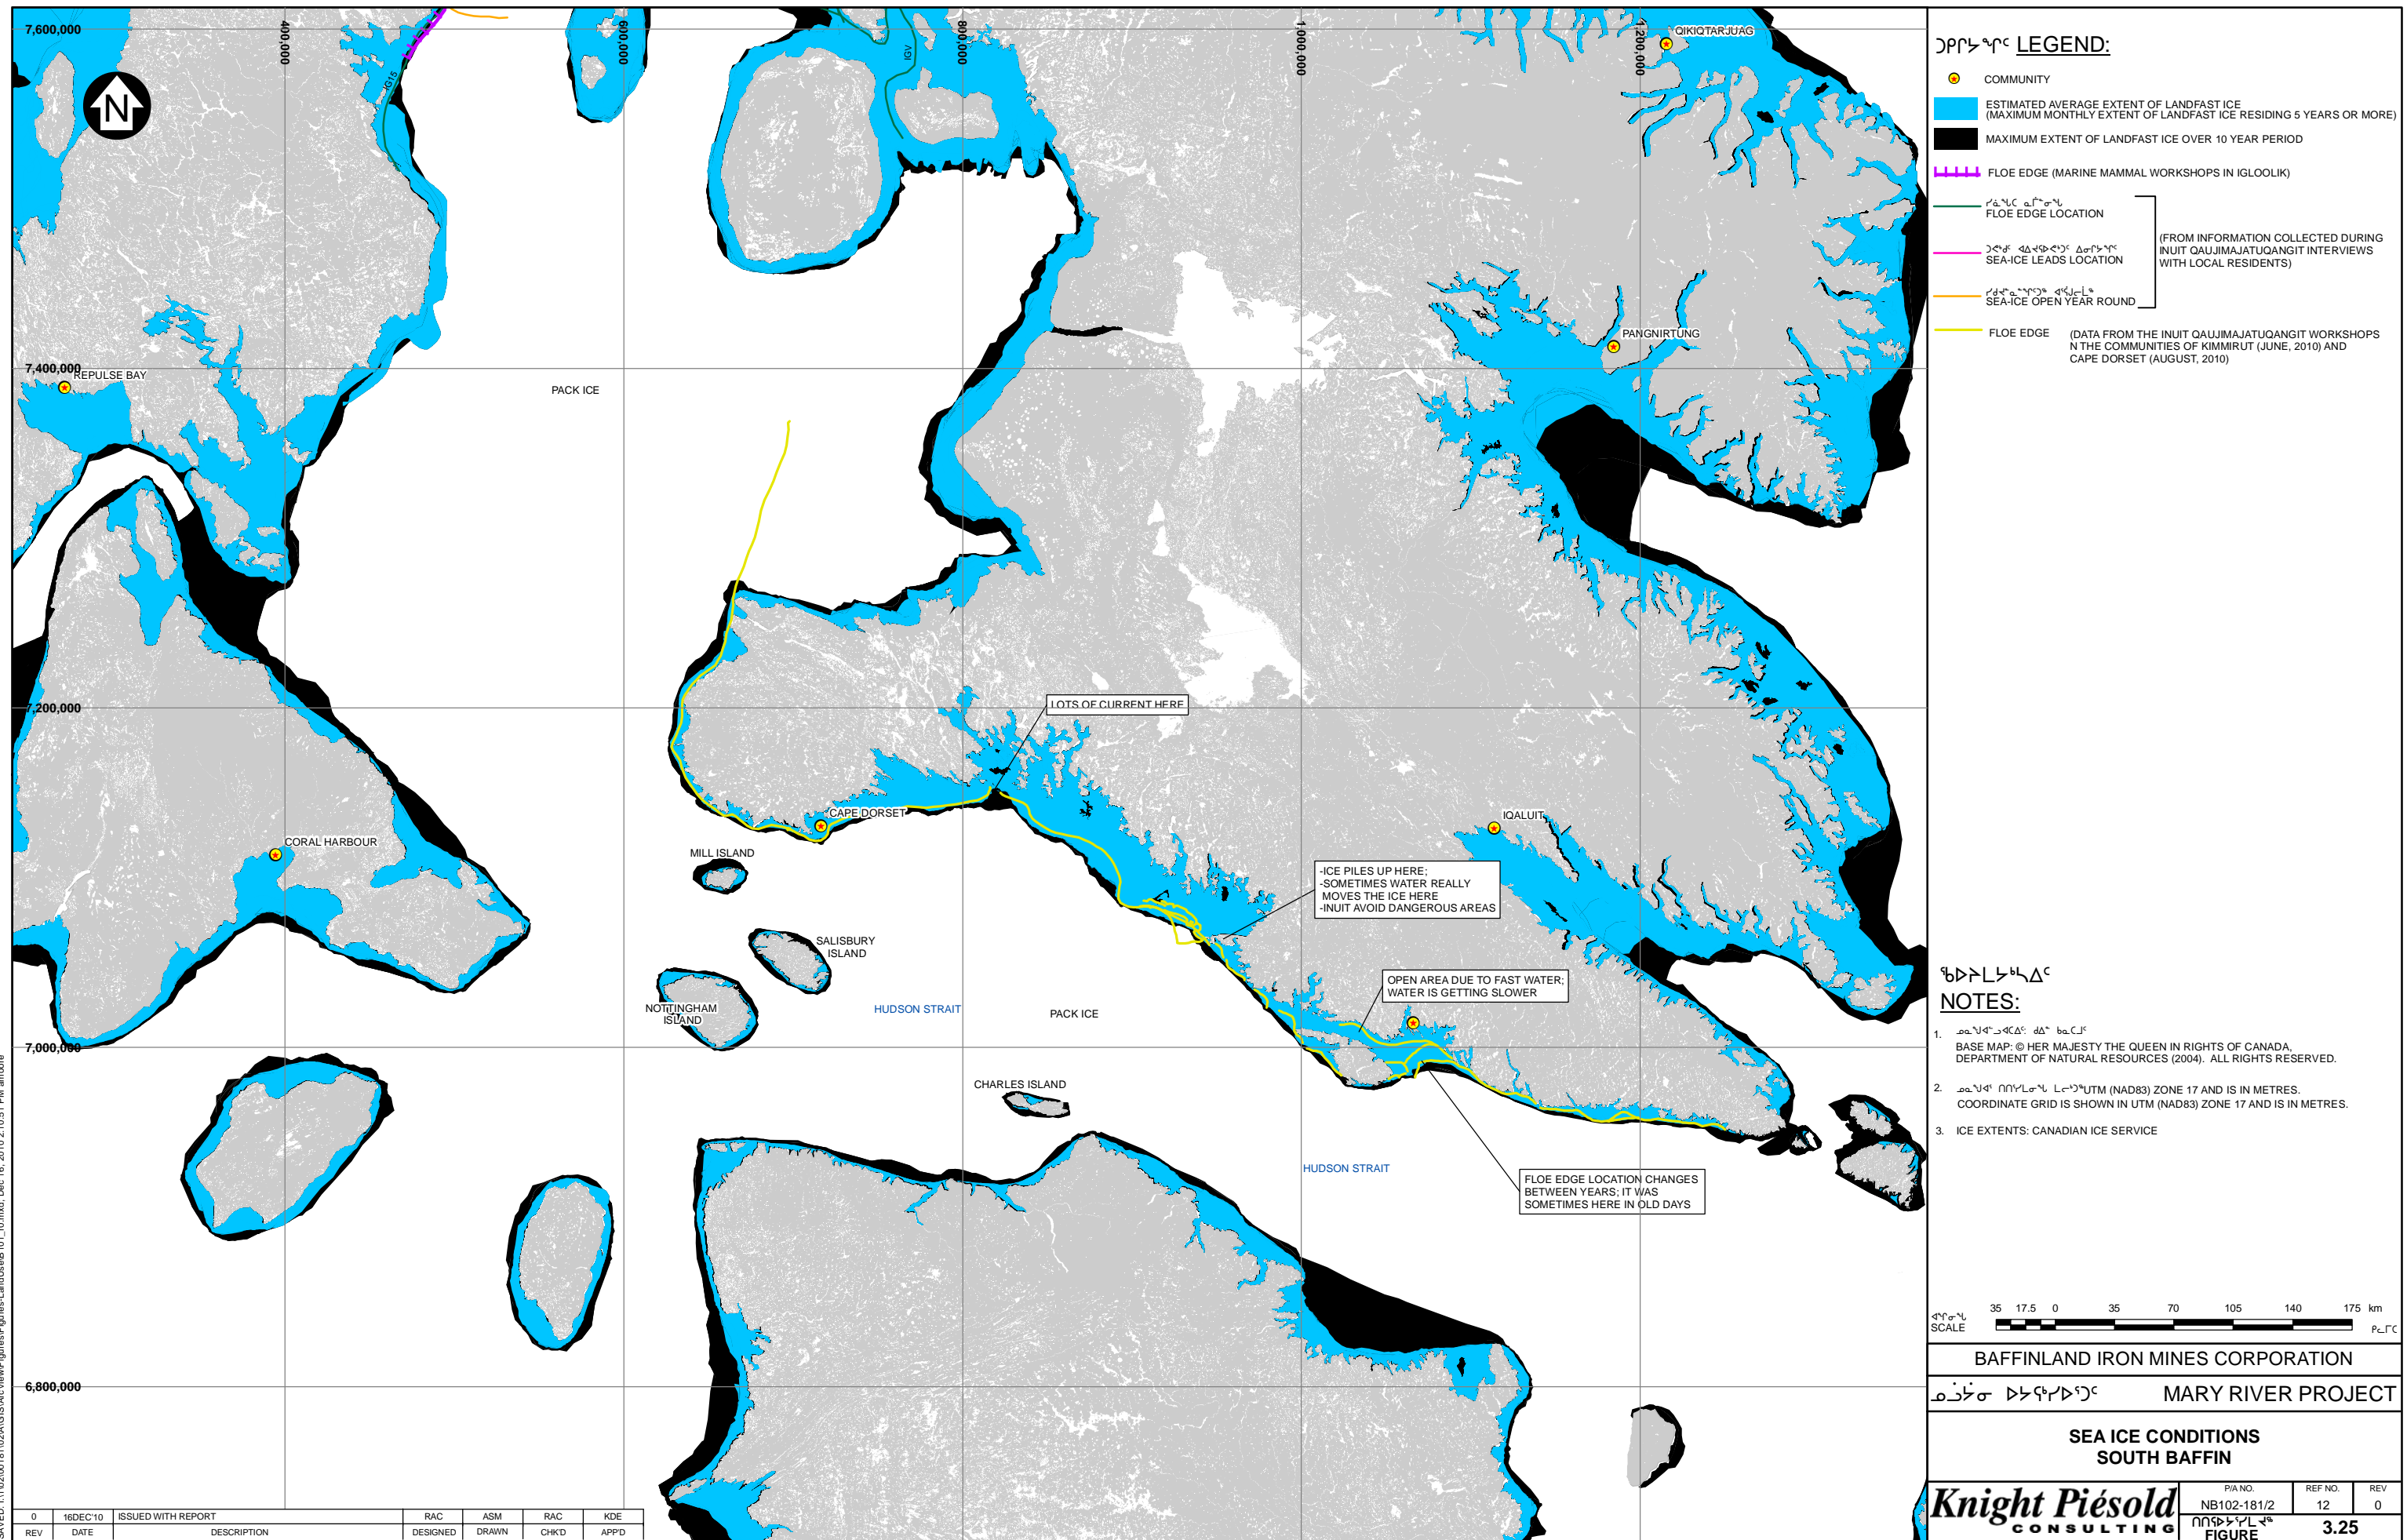 7,600,000
400,000
600,000
800,000
1,000,000
1,200,000
7,400,000
7,200,000
7,000,000
6,800,000
N
IG15
IGV
QIKIQTARJUAG
REPULSE BAY
PACK ICE
PANGNIRTUNG
LOTS OF CURRENT HERE
CAPE DORSET
IQALUIT
CORAL HARBOUR
MILL ISLAND
-ICE PILES UP HERE;
-SOMETIMES WATER REALLY
MOVES THE ICE HERE
-INUIT AVOID DANGEROUS AREAS
SALISBURY
ISLAND
OPEN AREA DUE TO FAST WATER;
WATER IS GETTING SLOWER
NOTTINGHAM
ISLAND
HUDSON STRAIT
PACK ICE
CHARLES ISLAND
HUDSON STRAIT
FLOE EDGE LOCATION CHANGES
BETWEEN YEARS; IT WAS
SOMETIMES HERE IN OLD DAYS
LEGEND:
COMMUNITY
ESTIMATED AVERAGE EXTENT OF LANDFAST ICE
(MAXIMUM MONTHLY EXTENT OF LANDFAST ICE RESIDING 5 YEARS OR MORE)
MAXIMUM EXTENT OF LANDFAST ICE OVER 10 YEAR PERIOD
FLOE EDGE (MARINE MAMMAL WORKSHOPS IN IGLOOLIK)
FLOE EDGE LOCATION
SEA-ICE LEADS LOCATION
SEA-ICE OPEN YEAR ROUND
(FROM INFORMATION COLLECTED DURING
INUIT QAUJIMAJATUQANGIT INTERVIEWS
WITH LOCAL RESIDENTS)
FLOE EDGE (DATA FROM THE INUIT QAUJIMAJATUQANGIT WORKSHOPS
N THE COMMUNITIES OF KIMMIRUT (JUNE, 2010) AND
CAPE DORSET (AUGUST, 2010)
NOTES:
1.
BASE MAP: © HER MAJESTY THE QUEEN IN RIGHTS OF CANADA,
DEPARTMENT OF NATURAL RESOURCES (2004). ALL RIGHTS RESERVED.
2. UTM (NAD83) ZONE 17 AND IS IN METRES.
COORDINATE GRID IS SHOWN IN UTM (NAD83) ZONE 17 AND IS IN METRES.
3. ICE EXTENTS: CANADIAN ICE SERVICE
35 17.5 0 35 70 105 140 175 km
SCALE
BAFFINLAND IRON MINES CORPORATION
MARY RIVER PROJECT
SEA ICE CONDITIONS
SOUTH BAFFIN
Knight Piésold
CONSULTING
P/A NO.
NB102-181/2
REF NO.
12
REV
0
FIGURE 3.25
0 16DEC'10 ISSUED WITH REPORT RAC ASM RAC KDE
REV DATE DESCRIPTION DESIGNED DRAWN CHK'D APP'D